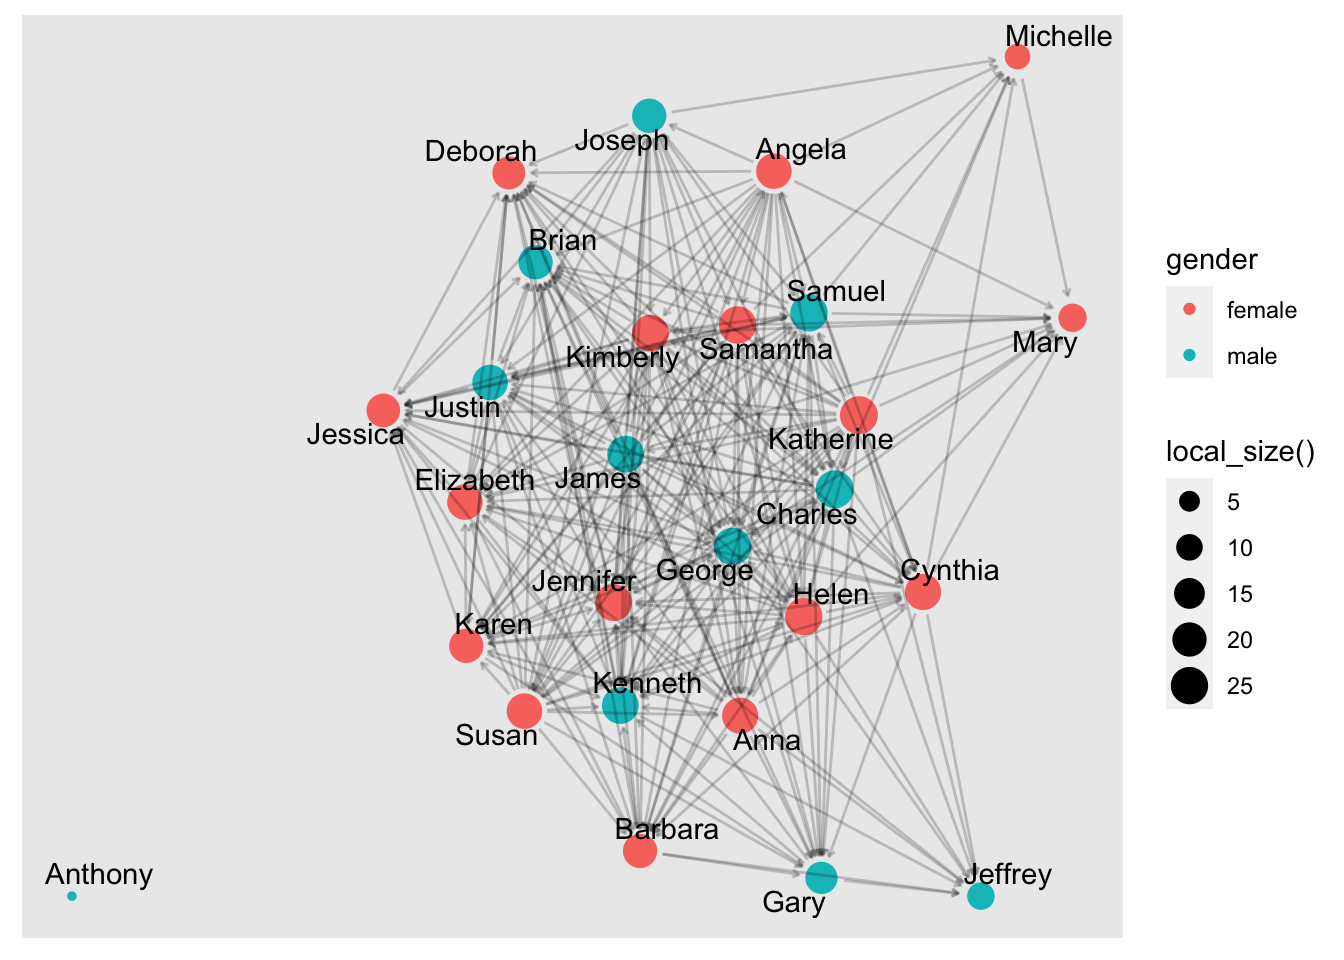 Michelle
Joseph
Angela
Deborah
Brian
Samuel
Mary
Kimberly
Samantha
Justin
Jessica
Katherine
Elizabeth
James
Charles
George
Cynthia
Jennifer
Helen
Karen
Kenneth
Susan
Anna
Barbara
Anthony
Jeffrey
Gary
gender
female
male
local_size()
5
10
15
20
25